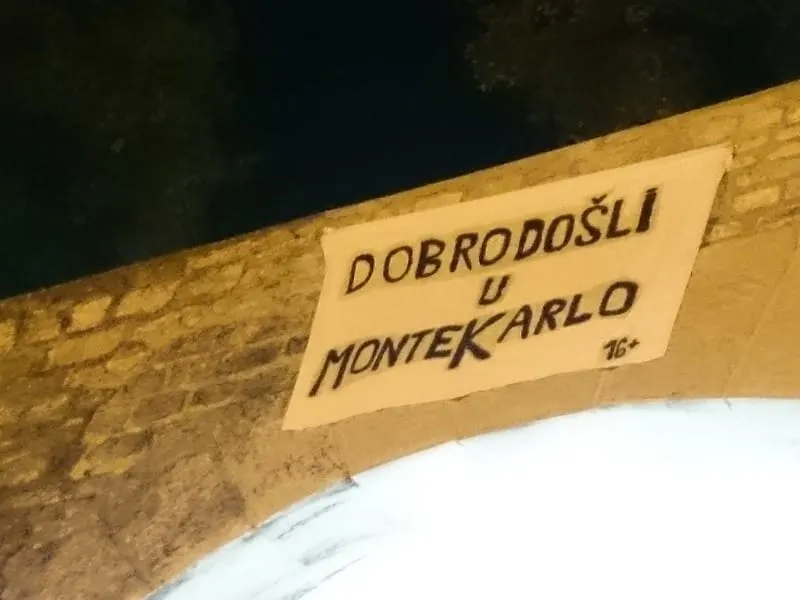 DOBRODOŠLI
U
MONTEKARLO
16+